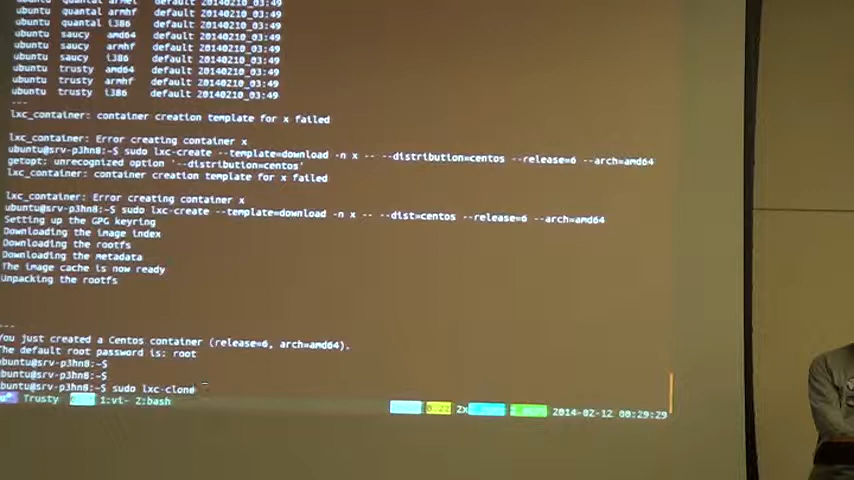 ubuntu quantal armel default 20140210_03:49
ubuntu quantal armhf default 20140210_03:49
ubuntu quantal i386 default 20140210_03:49
ubuntu saucy amd64 default 20140210_03:49
ubuntu saucy armhf default 20140210_03:49
ubuntu saucy i386 default 20140210_03:49
ubuntu trusty amd64 default 20140210_03:49
ubuntu trusty armhf default 20140210_03:49
ubuntu trusty i386 default 20140210_03:49
---
lxc_container: container creation template for x failed
lxc_container: Error creating container x
ubuntu@srv-p3hn8:~$ sudo lxc-create --template=download -n x -- --distribution=centos --release=6 --arch=amd64
getopt: unrecognized option '--distribution=centos'
lxc_container: container creation template for x failed
lxc_container: Error creating container x
ubuntu@srv-p3hn8:~$ sudo lxc-create --template=download -n x -- --dist=centos --release=6 --arch=amd64
Setting up the GPG keyring
Downloading the image index
Downloading the rootfs
Downloading the metadata
The image cache is now ready
Unpacking the rootfs
---
You just created a Centos container (release=6, arch=amd64).
The default root password is: root
ubuntu@srv-p3hn8:~$
ubuntu@srv-p3hn8:~$
ubuntu@srv-p3hn8:~$ sudo lxc-clone
Trusty 1:vi- 2:bash 0.22 2x 2014-02-12 00:29:29